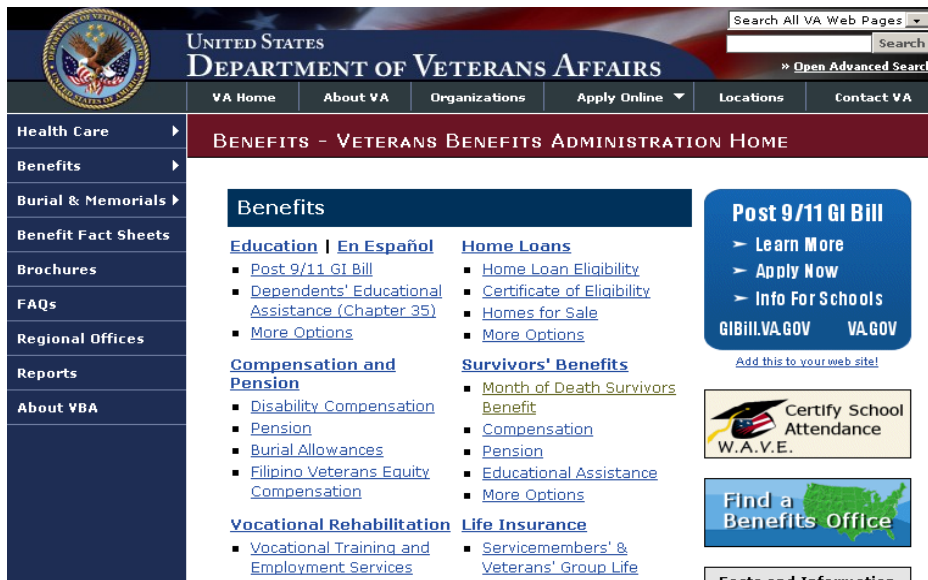 Search All VA Web Pages
Search
» Open Advanced Search
UNITED STATES
DEPARTMENT OF VETERANS AFFAIRS
VA Home
About VA
Organizations
Apply Online
Locations
Contact VA
Health Care
Benefits
Burial & Memorials
Benefit Fact Sheets
Brochures
FAQs
Regional Offices
Reports
About VBA
BENEFITS - VETERANS BENEFITS ADMINISTRATION HOME
Benefits
Education | En Español
Post 9/11 GI Bill
Dependents' Educational
Assistance (Chapter 35)
More Options
Compensation and
Pension
Disability Compensation
Pension
Burial Allowances
Filipino Veterans Equity
Compensation
Vocational Rehabilitation
Vocational Training and
Employment Services
Home Loans
Home Loan Eligibility
Certificate of Eligibility
Homes for Sale
More Options
Survivors' Benefits
Month of Death Survivors
Benefit
Compensation
Pension
Educational Assistance
More Options
Life Insurance
Servicemembers' &
Veterans' Group Life
Post 9/11 GI Bill
Learn More
Apply Now
Info For Schools
GIBill.VA.GOV VA.GOV
Add this to your web site!
Certify School
Attendance
W.A.V.E.
Find a
Benefits Office
Facts and Information